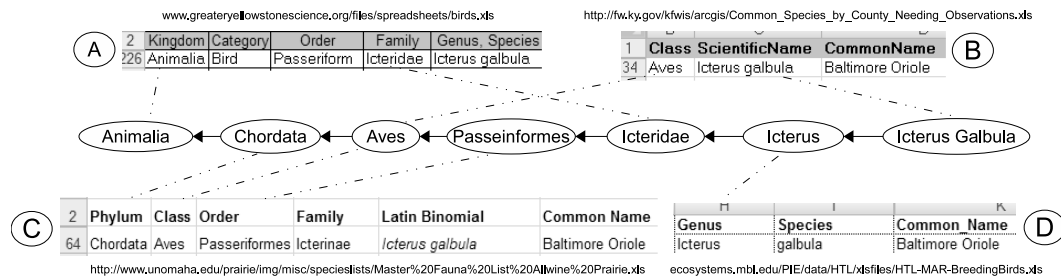 www.greateryellowstonescience.org/files/spreadsheets/birds.xls
http://fw.ky.gov/kfwis/arcgis/Common_Species_by_County_Needing_Observations.xls
A
2 Kingdom Category Order Family Genus, Species
226 Animalia Bird Passeriform Icteridae Icterus galbula
1 Class ScientificName CommonName
34 Aves Icterus galbula Baltimore Oriole
B
Animalia Chordata Aves Passeinformes Icteridae Icterus Icterus Galbula
C
2 Phylum Class Order Family Latin Binomial Common Name
64 Chordata Aves Passeriformes Icterinae Icterus galbula Baltimore Oriole
H I K
Genus Species Common_Name
Icterus galbula Baltimore Oriole
D
http://www.unomaha.edu/prairie/img/misc/specieslists/Master%20Fauna%20List%20Allwine%20Prairie.xls
ecosystems.mbl.edu/PIE/data/HTL/xlsfiles/HTL-MAR-BreedingBirds.xls